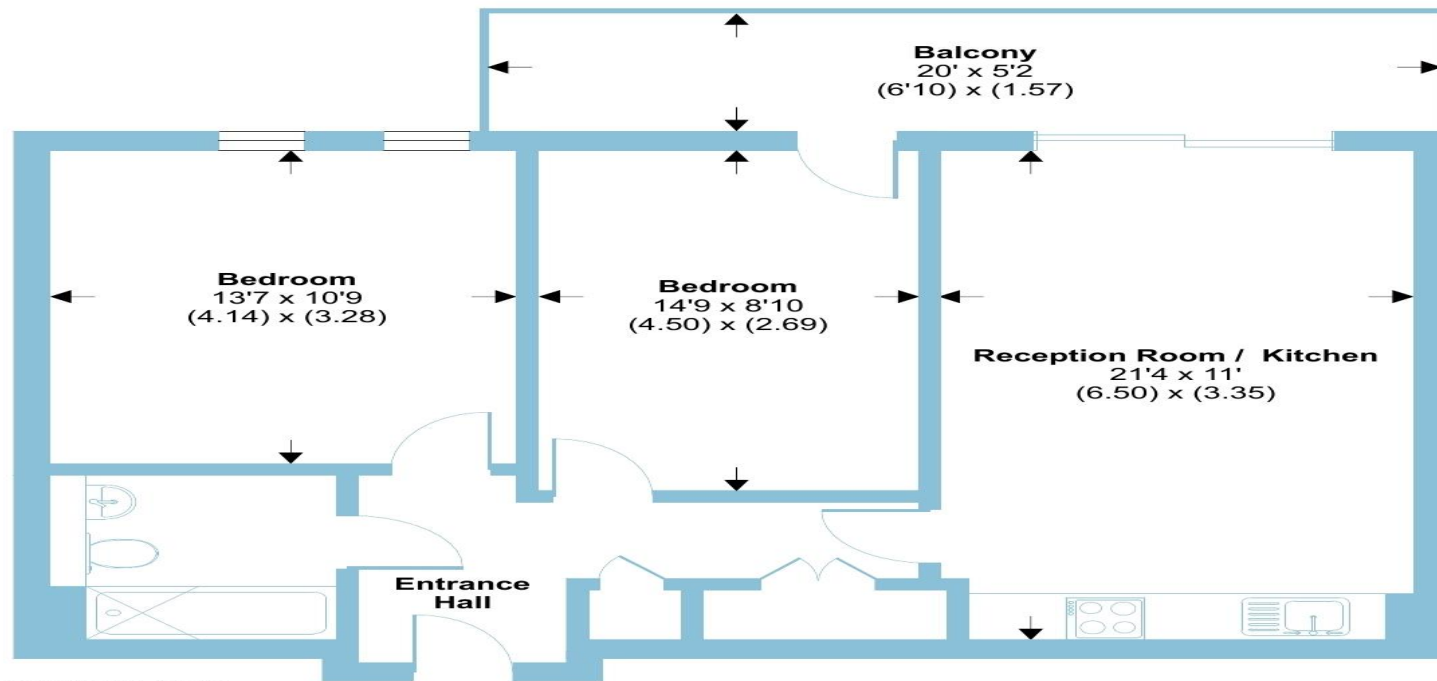 Balcony
20' x 5'2
(6'10) x (1.57)
Bedroom
13'7 x 10'9
(4.14) x (3.28)
Bedroom
14'9 x 8'10
(4.50) x (2.69)
Reception Room / Kitchen
21'4 x 11'
(6.50) x (3.35)
Entrance
Hall